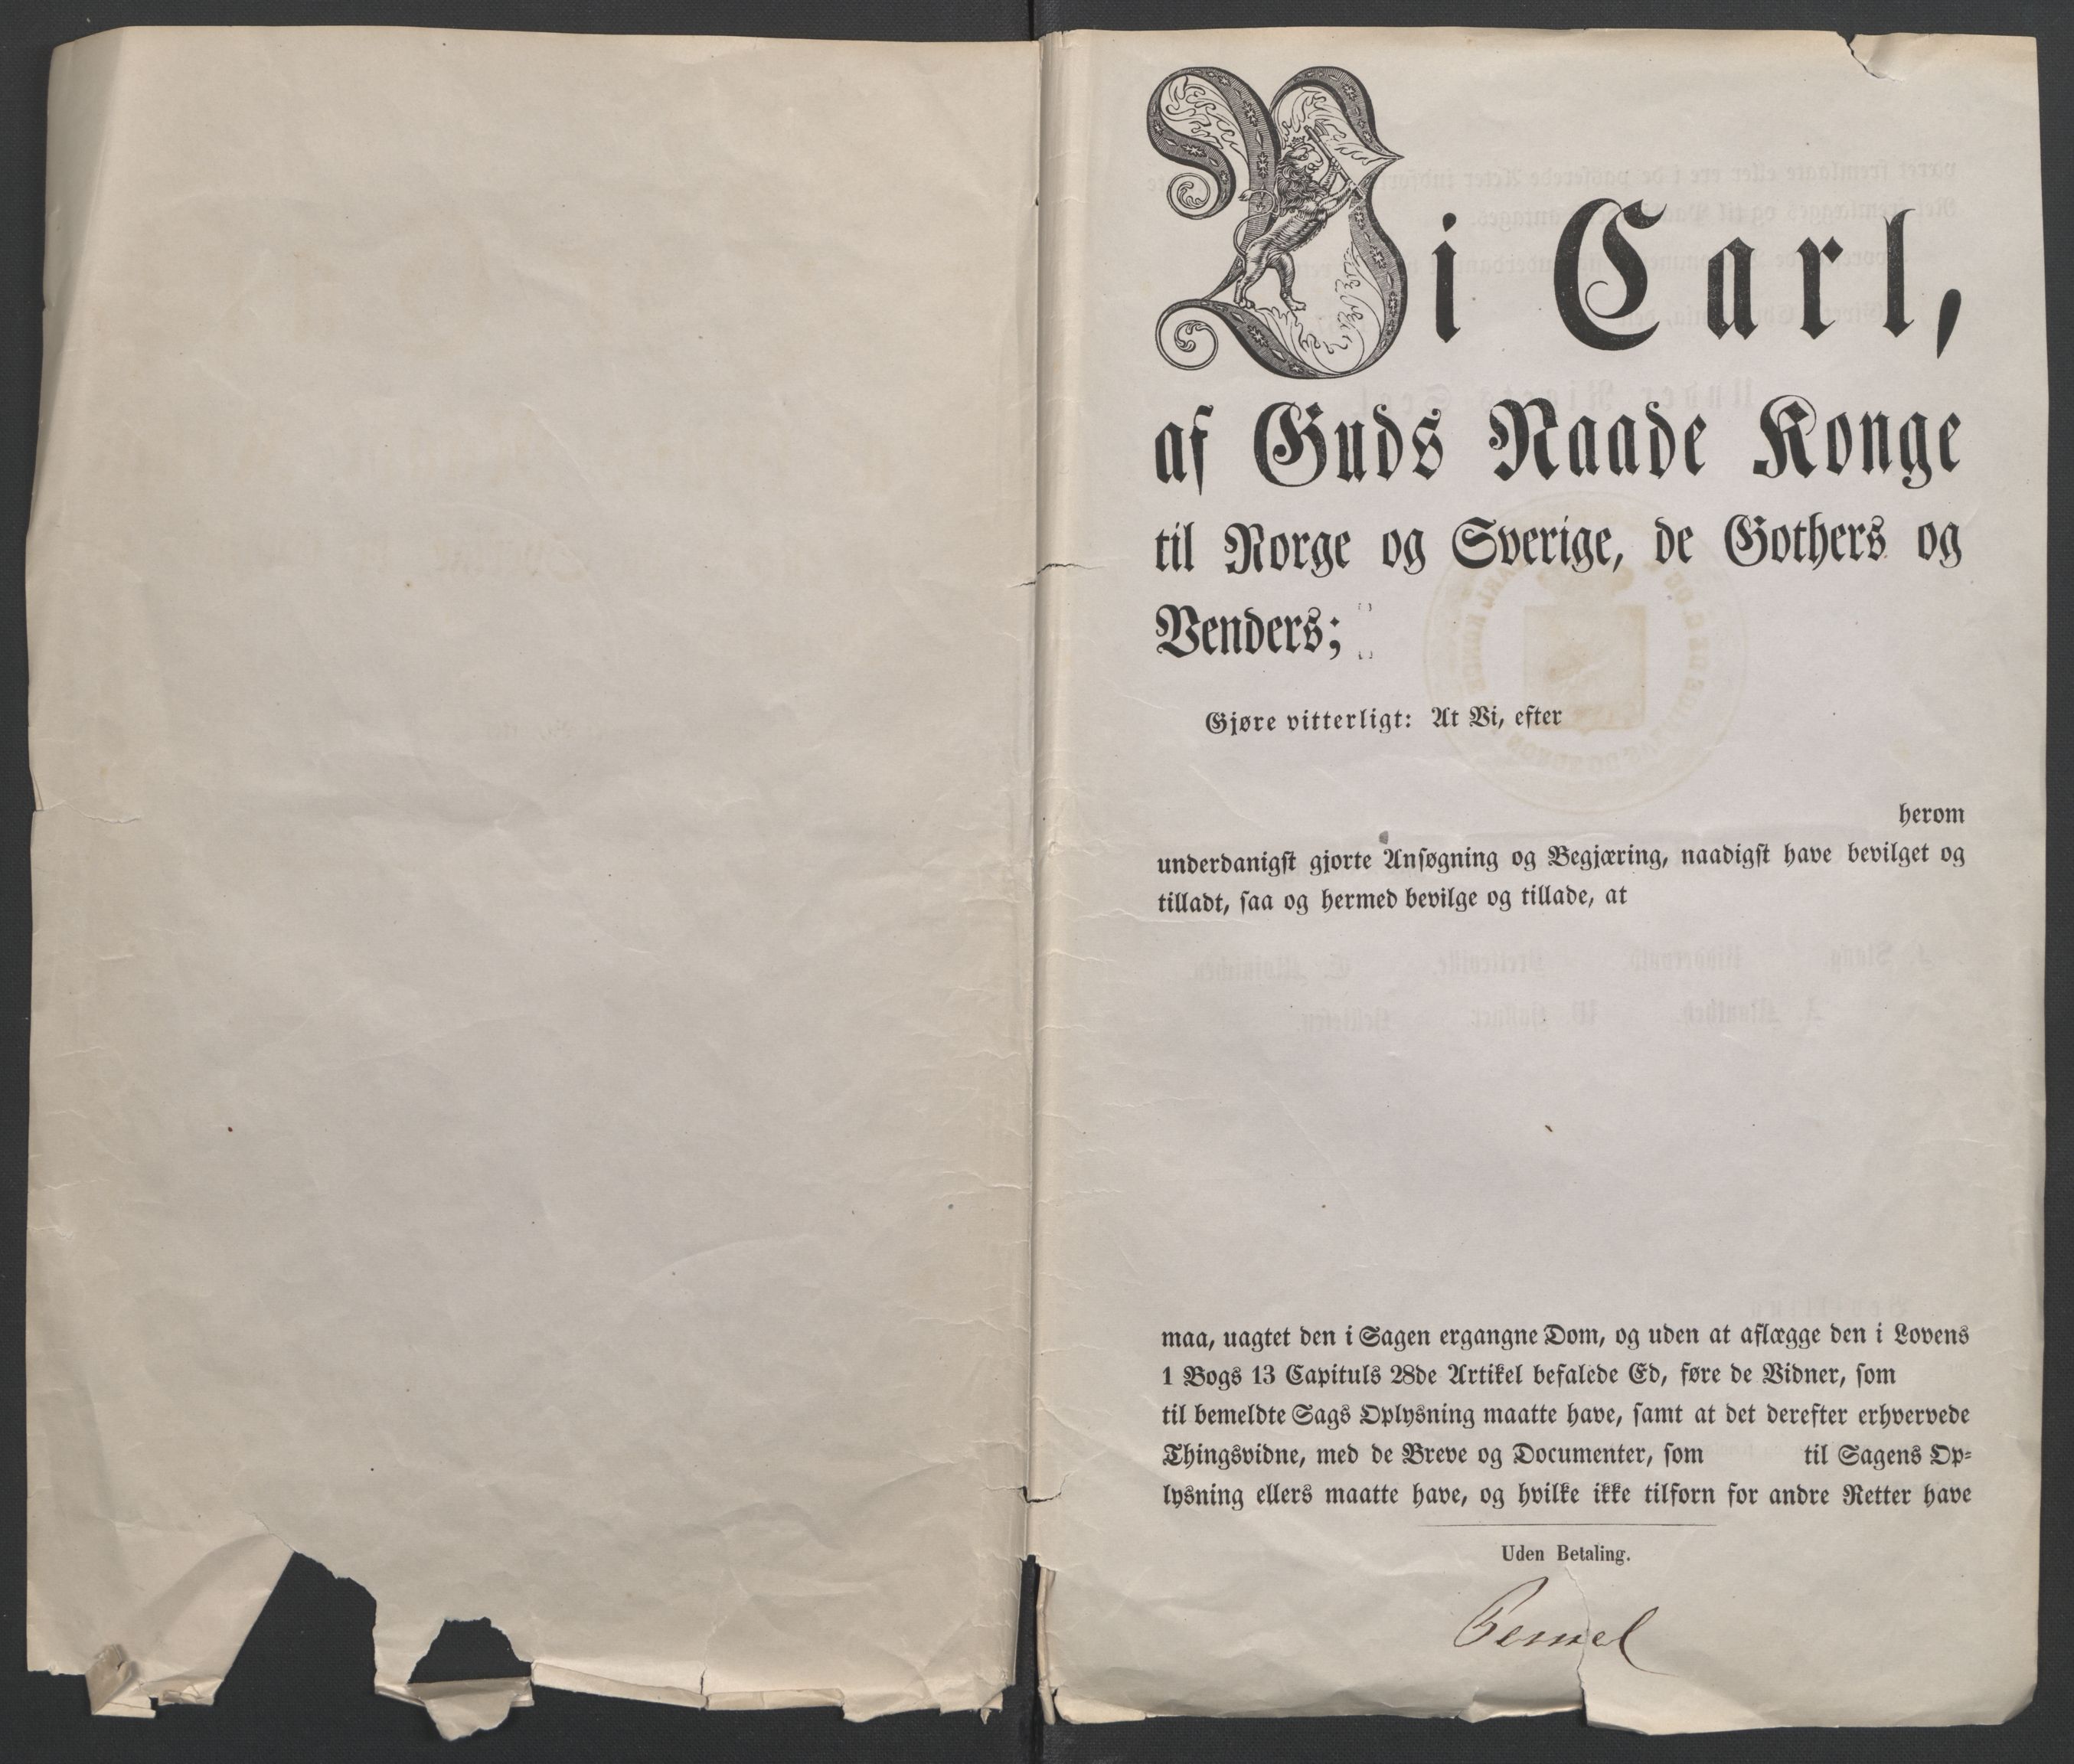 Vi Carl,
af Guds Naade Konge
til Norge og Sverige, de Gothers og
Venders;
Gjøre vitterligt: At Vi, efter
herom
underdanigst gjorte Ansøgning og Begjæring, naadigst have bevilget og
tilladt, saa og hermed bevilge og tillade, at
maa, uagtet den i Sagen ergangne Dom, og uden at aflægge den i Lovens
1 Bogs 13 Capituls 28de Artikel befalede Ed, føre de Vidner, som
til bemeldte Sags Oplysning maatte have, samt at det derefter erhvervede
Thingsvidne, med de Breve og Documenter, som til Sagens Op-
lysning ellers maatte have, og hvilke ikke tilforn for andre Retter have
Uden Betaling.